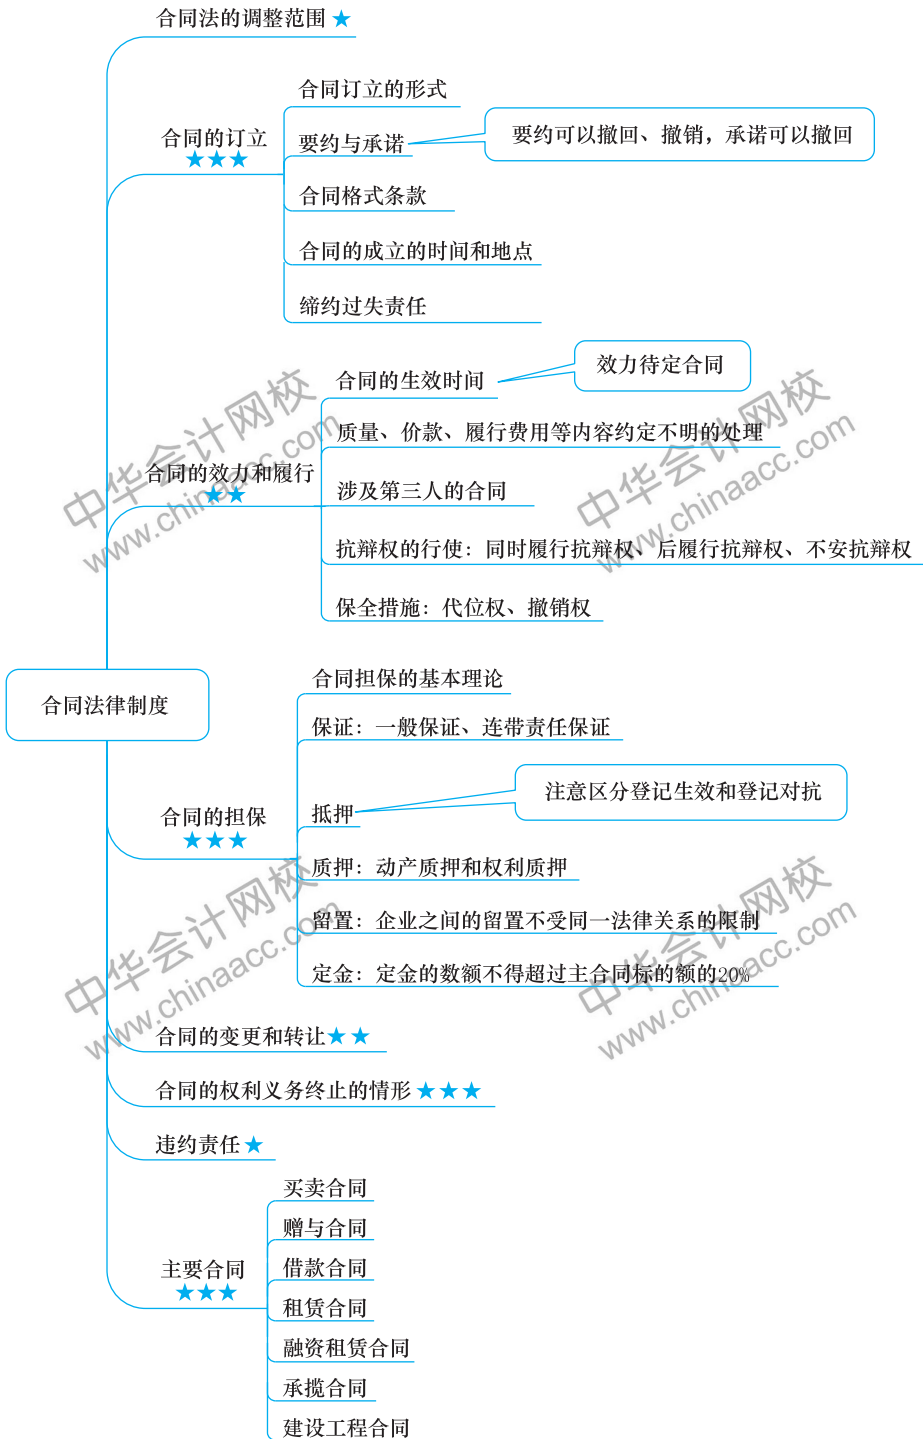 合同法的调整范围 ★
合同订立的形式
合同的订立
★★★
要约与承诺
要约可以撤回、撤销，承诺可以撤回
合同格式条款
合同的成立的时间和地点
缔约过失责任
合同的生效时间
效力待定合同
质量、价款、履行费用等内容约定不明的处理
合同的效力和履行
★★
涉及第三人的合同
抗辩权的行使：同时履行抗辩权、后履行抗辩权、不安抗辩权
保全措施：代位权、撤销权
中华会计网校
www.chinaacc.com
中华会计网校
www.chinaacc.com
合同法律制度
合同担保的基本理论
保证：一般保证、连带责任保证
合同的担保
★★★
抵押
注意区分登记生效和登记对抗
质押：动产质押和权利质押
留置：企业之间的留置不受同一法律关系的限制
定金：定金的数额不得超过主合同标的额的20%
中华会计网校
www.chinaacc.com
中华会计网校
www.chinaacc.com
合同的变更和转让★★
合同的权利义务终止的情形 ★★★
违约责任 ★
主要合同
★★★
买卖合同
赠与合同
借款合同
租赁合同
融资租赁合同
承揽合同
建设工程合同